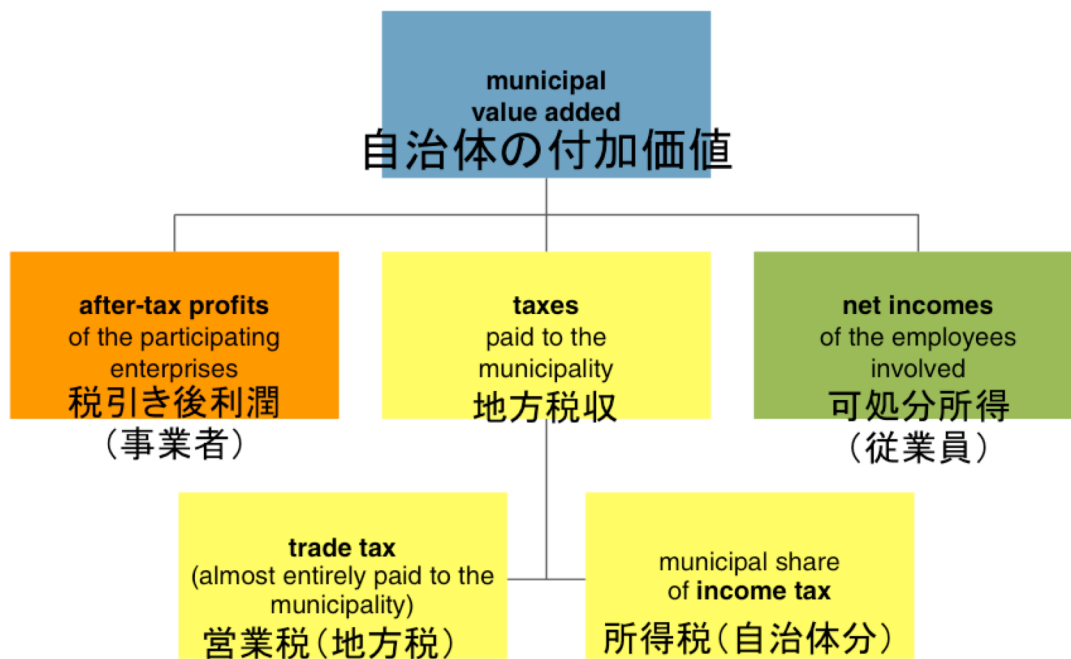 municipal
value added
自治体の付加価値
after-tax profits
of the participating
enterprises
税引き後利潤
（事業者）
taxes
paid to the
municipality
地方税収
net incomes
of the employees
involved
可処分所得
（従業員）
trade tax
(almost entirely paid to the
municipality)
営業税（地方税）
municipal share
of income tax
所得税（自治体分）